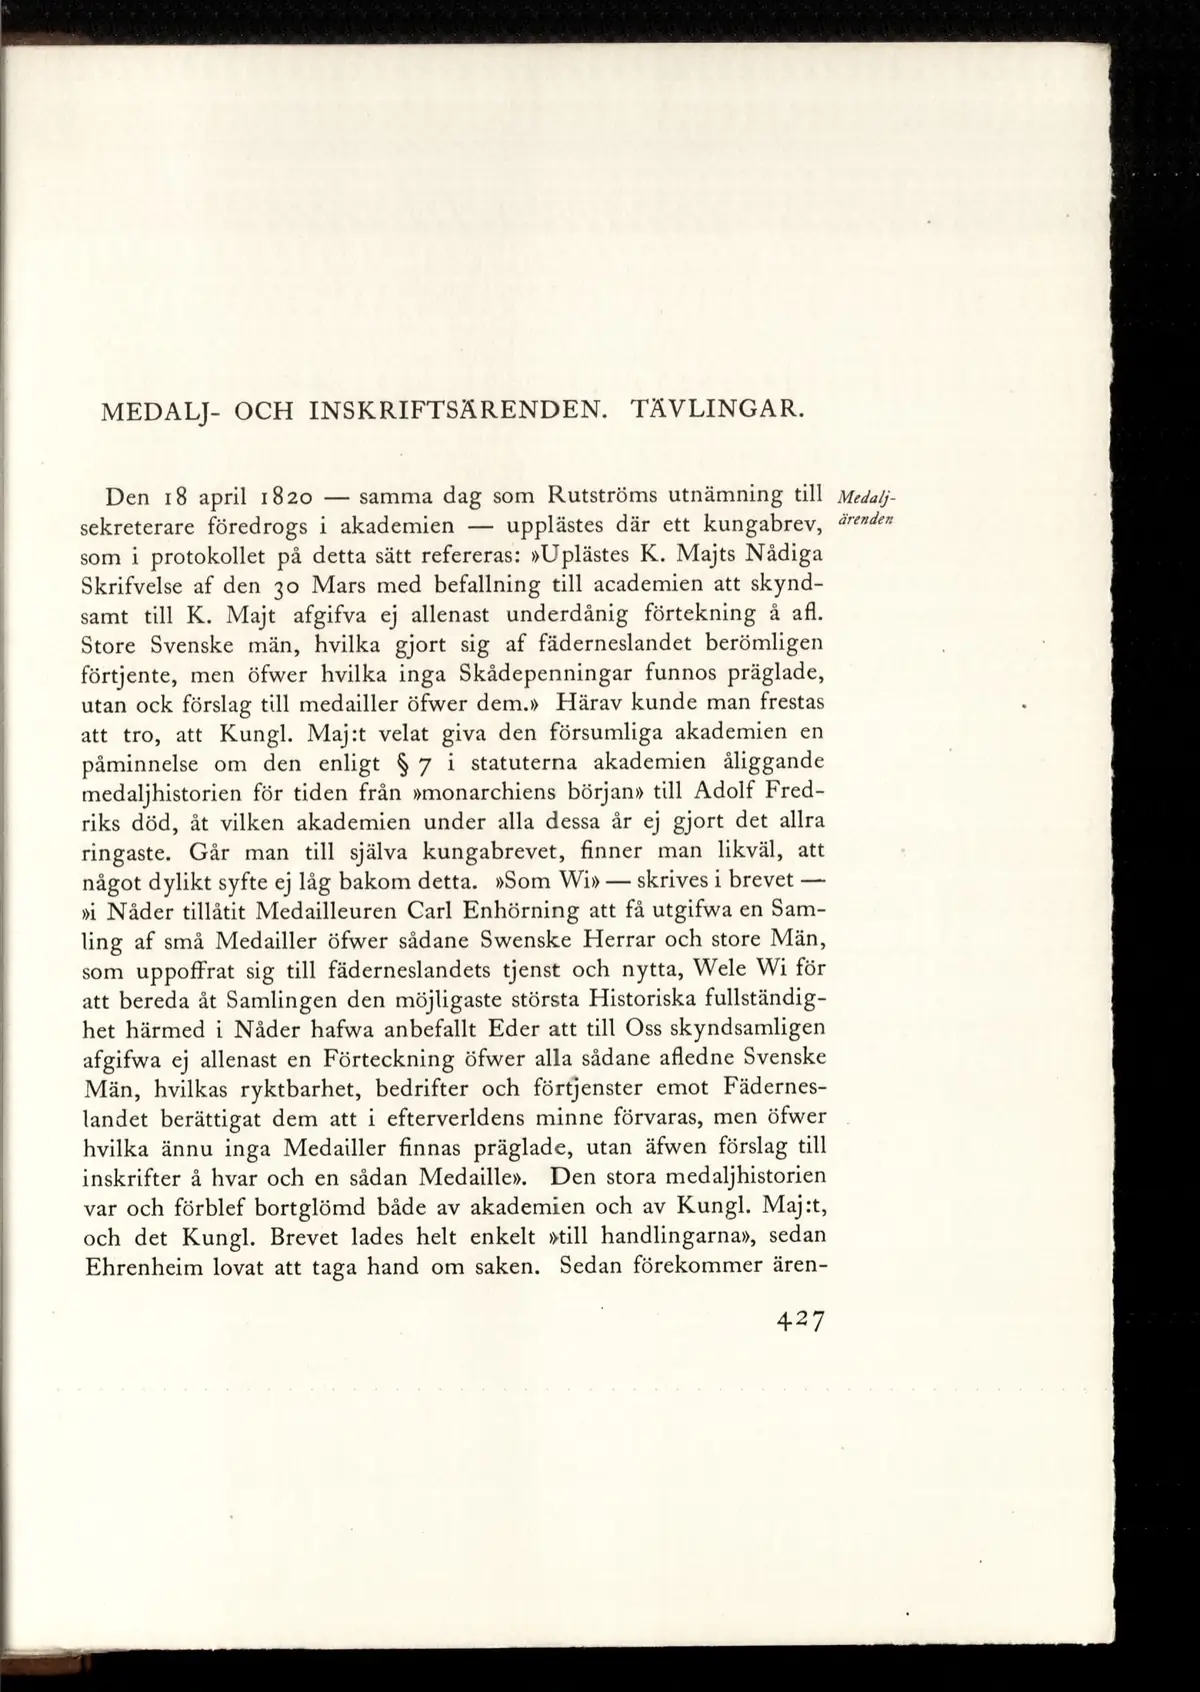 MEDALJ- OCH INSKRIFTSÄRENDEN. TÄVLINGAR.
Den 18 april 1820 — samma dag som Rutströms utnämning till
Medalj-
ärenden
sekreterare föredrogs i akademien — upplästes där ett kungabrev,
som i protokollet på detta sätt refereras: »Uplästes K. Majts Nådiga
Skrifvelse af den 30 Mars med befallning till academien att skynd-
samt till K. Majt afgifva ej allenast underdånig förtekning å afl.
Store Svenske män, hvilka gjort sig af fäderneslandet berömligen
förtjente, men öfwer hvilka inga Skådepenningar funnos präglade,
utan ock förslag till medailler öfwer dem.» Härav kunde man frestas
att tro, att Kungl. Maj:t velat giva den försumliga akademien en
påminnelse om den enligt § 7 i statuterna akademien åliggande
medaljhistorien för tiden från »monarchiens början» till Adolf Fred-
riks död, åt vilken akademien under alla dessa år ej gjort det allra
ringaste. Går man till själva kungabrevet, finner man likväl, att
något dylikt syfte ej låg bakom detta. »Som Wi» — skrives i brevet —
»i Nåder tillåtit Medailleuren Carl Enhörning att få utgifwa en Sam-
ling af små Medailler öfwer sådane Swenske Herrar och store Män,
som uppoffrat sig till fäderneslandets tjenst och nytta, Wele Wi för
att bereda åt Samlingen den möjligaste största Historiska fullständig-
het härmed i Nåder hafwa anbefallt Eder att till Oss skyndsamligen
afgifwa ej allenast en Förteckning öfwer alla sådane afledne Svenske
Män, hvilkas ryktbarhet, bedrifter och förtjenster emot Fädernes-
landet berättigat dem att i efterverldens minne förvaras, men öfwer
hvilka ännu inga Medailler finnas präglade, utan äfwen förslag till
inskrifter å hvar och en sådan Medaille». Den stora medaljhistorien
var och förblef bortglömd både av akademien och av Kungl. Maj:t,
och det Kungl. Brevet lades helt enkelt »till handlingarna», sedan
Ehrenheim lovat att taga hand om saken. Sedan förekommer ären-
427